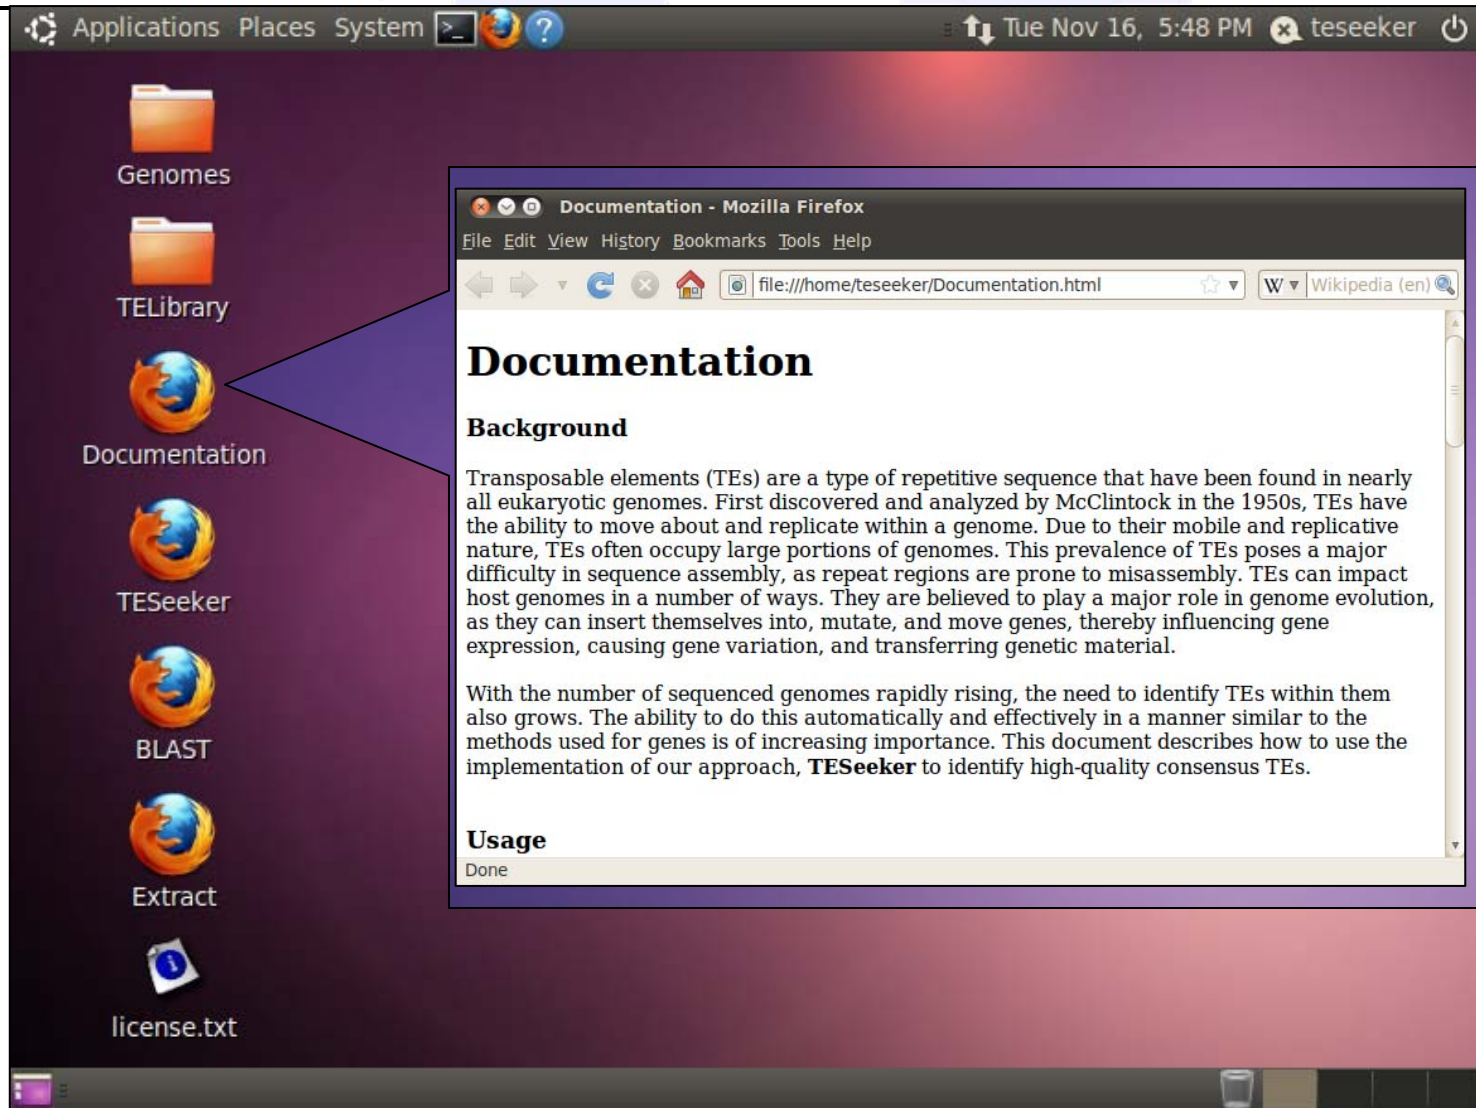 Applications Places System
Tue Nov 16, 5:48 PM teseeker
Genomes
TELibrary
Documentation
TESeeker
BLAST
Extract
license.txt
Documentation - Mozilla Firefox
File Edit View History Bookmarks Tools Help
file:///home/teseeker/Documentation.html
W Wikipedia (en)
Documentation
Background
Transposable elements (TEs) are a type of repetitive sequence that have been found in nearly
all eukaryotic genomes. First discovered and analyzed by McClintock in the 1950s, TEs have
the ability to move about and replicate within a genome. Due to their mobile and replicative
nature, TEs often occupy large portions of genomes. This prevalence of TEs poses a major
difficulty in sequence assembly, as repeat regions are prone to misassembly. TEs can impact
host genomes in a number of ways. They are believed to play a major role in genome evolution,
as they can insert themselves into, mutate, and move genes, thereby influencing gene
expression, causing gene variation, and transferring genetic material.
With the number of sequenced genomes rapidly rising, the need to identify TEs within them
also grows. The ability to do this automatically and effectively in a manner similar to the
methods used for genes is of increasing importance. This document describes how to use the
implementation of our approach, TESeeker to identify high-quality consensus TEs.
Usage
Done